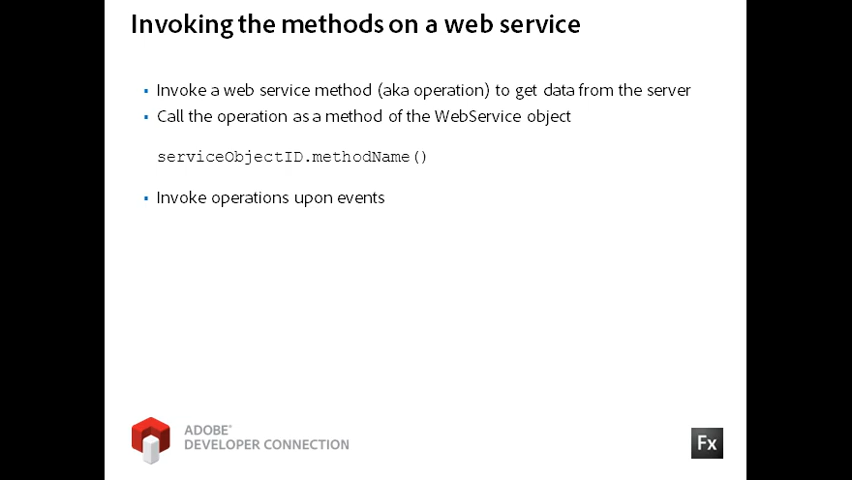 Invoking the methods on a web service
Invoke a web service method (aka operation) to get data from the server
Call the operation as a method of the WebService object
serviceObjectID.methodName()
Invoke operations upon events
ADOBE®
DEVELOPER CONNECTION
Fx